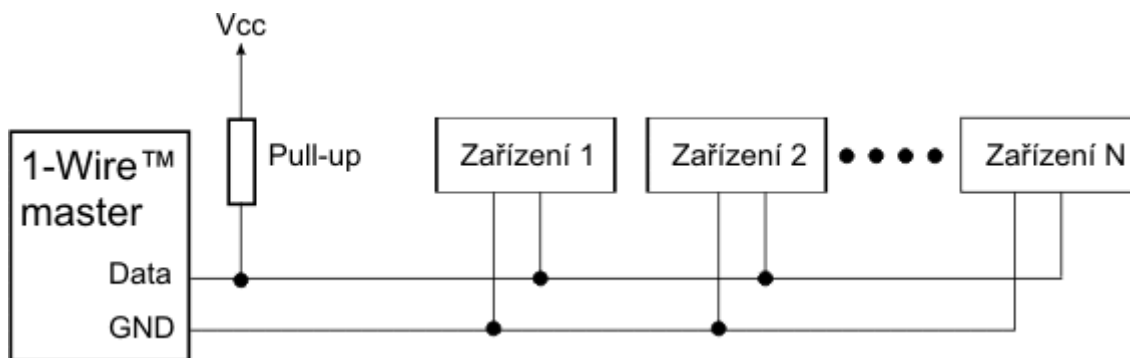 Vcc
1-Wire™
master
Pull-up
Zařízení 1
Zařízení 2
Zařízení N
Data
GND